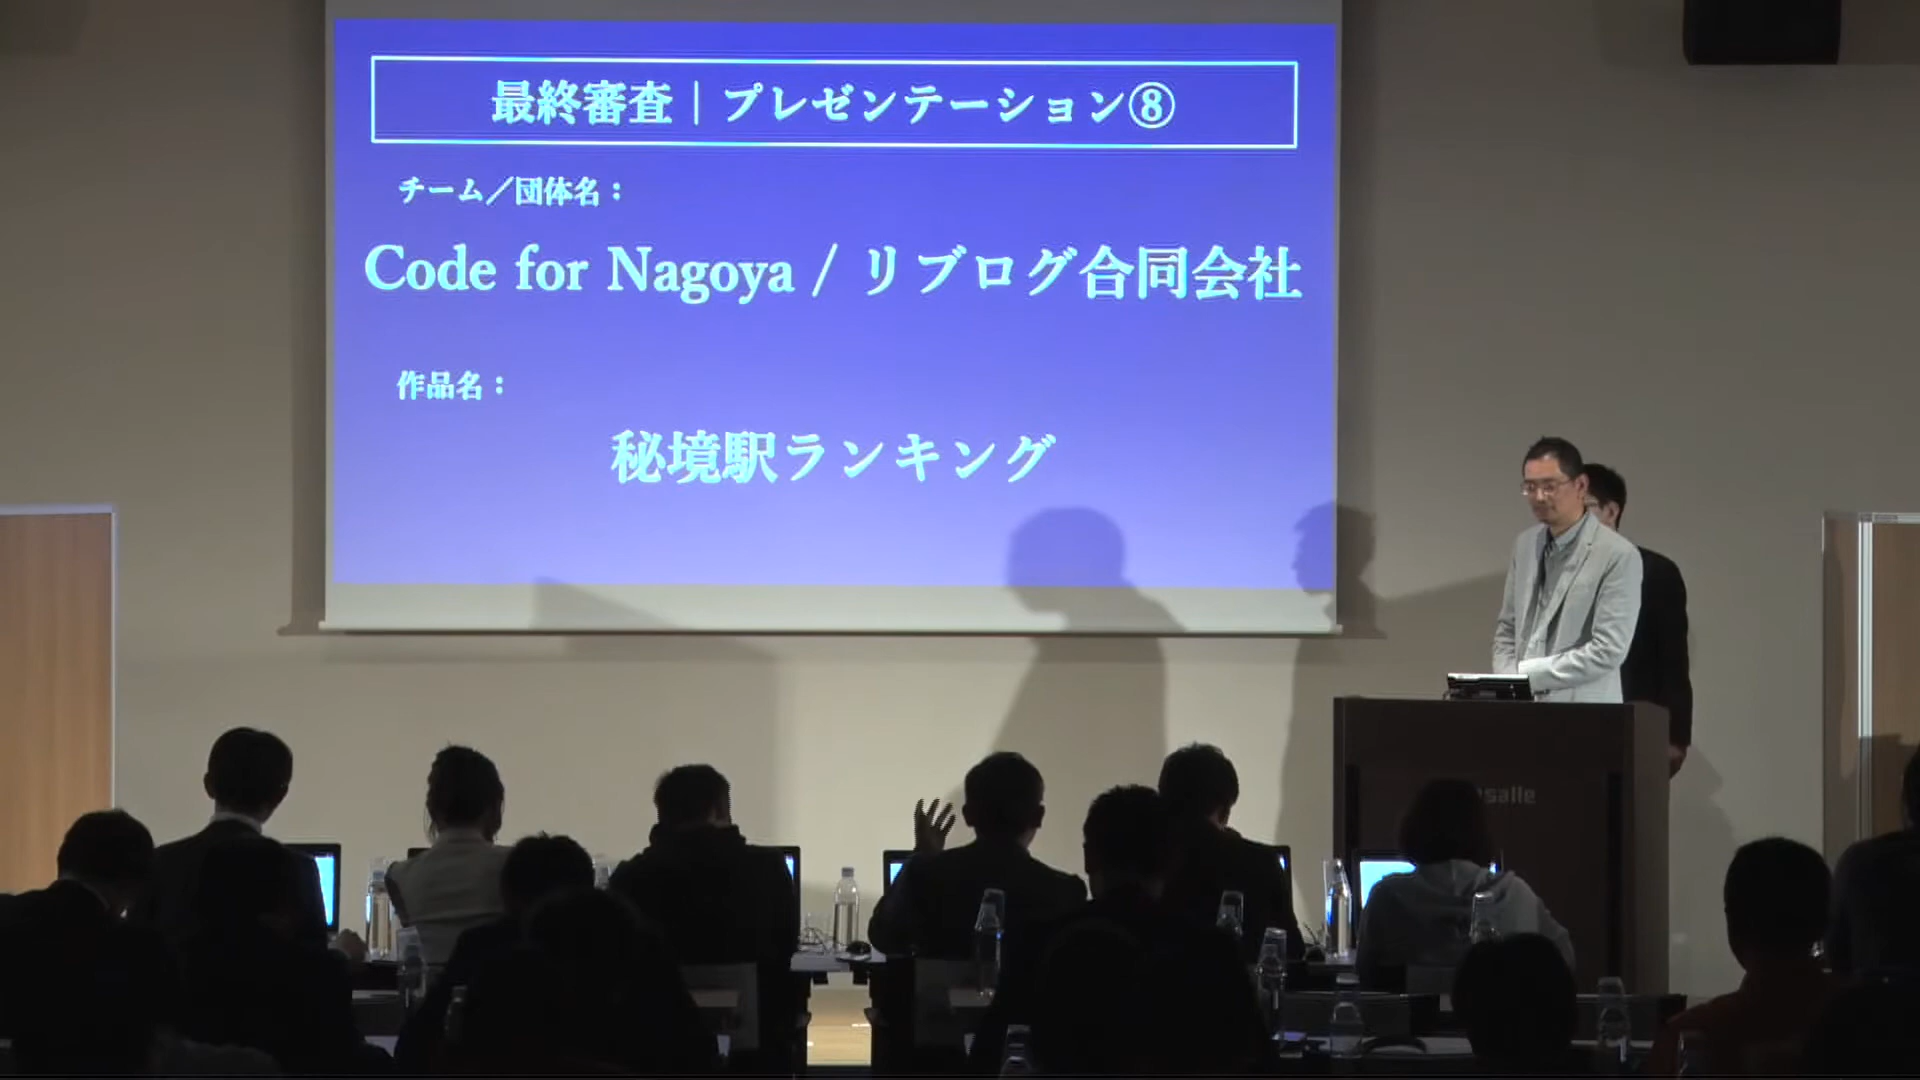 最終審査｜プレゼンテーション⑧
チーム／団体名：
Code for Nagoya / リブログ合同会社
作品名：
秘境駅ランキング